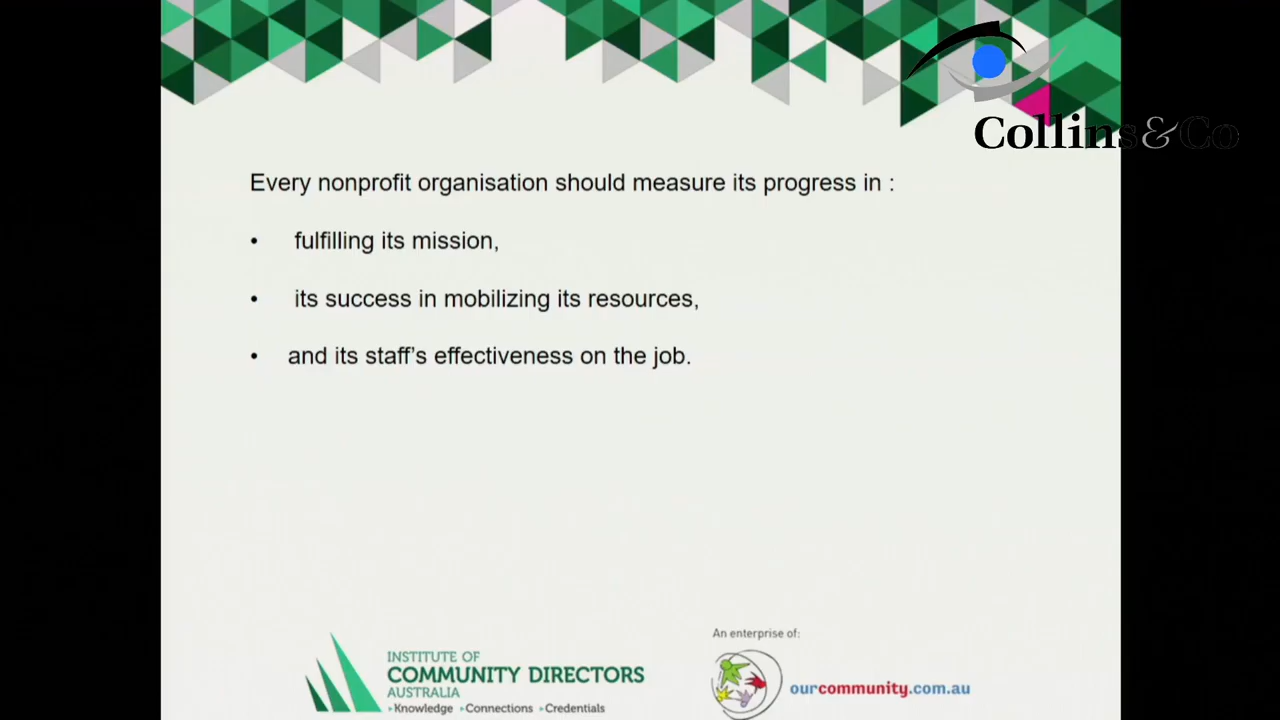 Collins&Co
Every nonprofit organisation should measure its progress in :
• fulfilling its mission,
• its success in mobilizing its resources,
• and its staff’s effectiveness on the job.
An enterprise of:
INSTITUTE OF
COMMUNITY DIRECTORS
AUSTRALIA
Knowledge Connections Credentials
ourcommunity.com.au